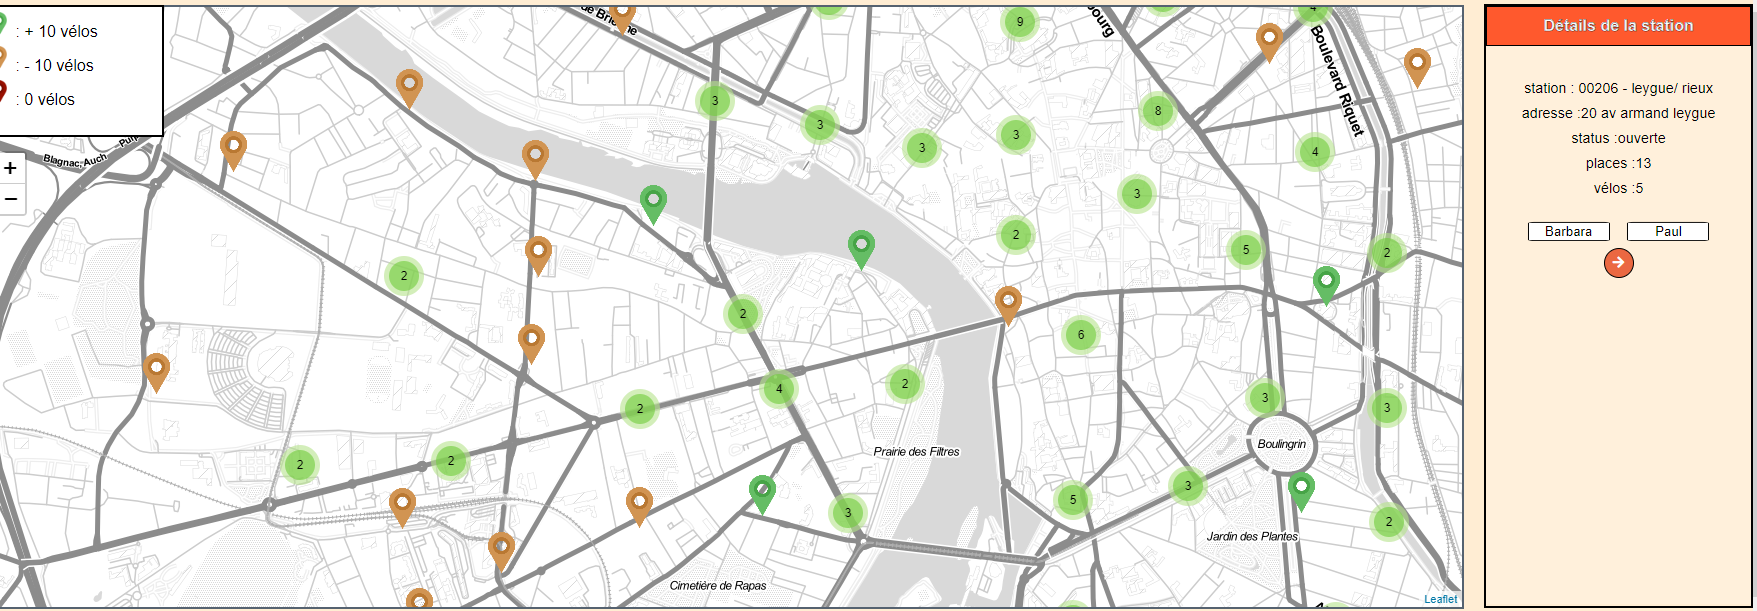 : + 10 vélos
: - 10 vélos
: 0 vélos
+
−
Blagnac, Auch
Boulevard Riquet
9
3
3
3
3
8
4
3
2
5
2
2
2
6
4
2
2
3
3
2
2
3
5
3
2
Boulingrin
Prairie des Filtres
Jardin des Plantes
Cimetière de Rapas
Leaflet
Détails de la station
station : 00206 - leygue/ rieux
adresse :20 av armand leygue
status :ouverte
places :13
vélos :5
Barbara
Paul